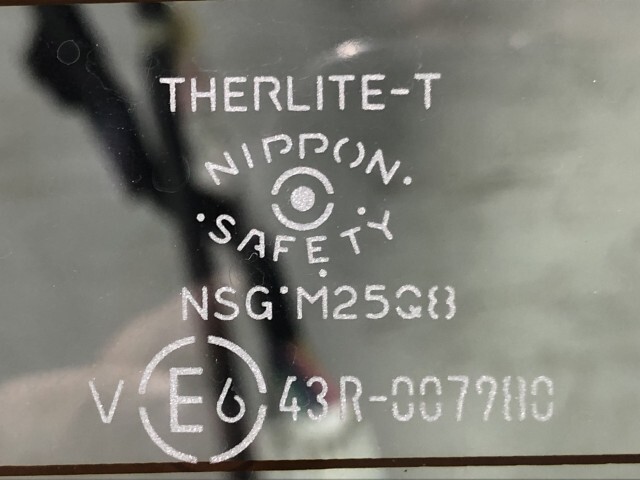 THERLITE-T
NIPPON
SAFETY
NSG·M25Q8
V E6 43R-007980